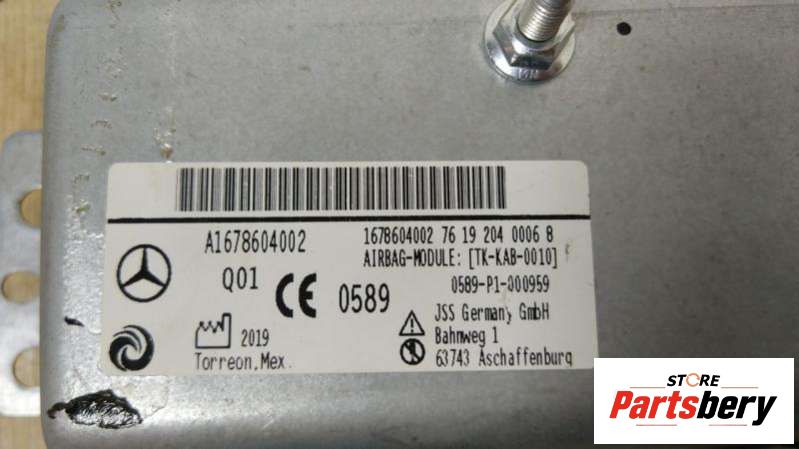 A1678604002
1678604002 76 19 204 0006 8
AIRBAG-MODULE: [TK-KAB-0010]
Q01
CE 0589
0589-P1-000959
2019
Torreon,Mex.
JSS Germany GmbH
Bahnweg 1
63743 Aschaffenburg
STORE
Partsbery